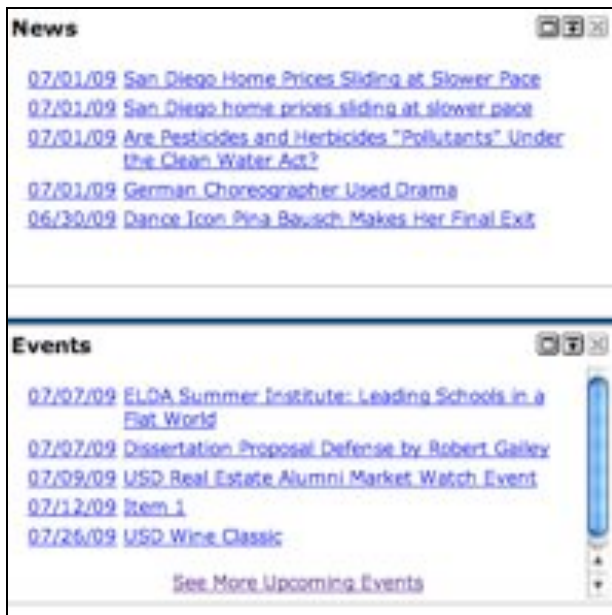 News
07/01/09 San Diego Home Prices Sliding at Slower Pace
07/01/09 San Diego home prices sliding at slower pace
07/01/09 Are Pesticides and Herbicides "Pollutants" Under
the Clean Water Act?
07/01/09 German Choreographer Used Drama
06/30/09 Dance Icon Pina Bausch Makes Her Final Exit
Events
07/07/09 ELDA Summer Institute: Leading Schools in a
Flat World
07/07/09 Dissertation Proposal Defense by Robert Gailey
07/09/09 USD Real Estate Alumni Market Watch Event
07/12/09 Item 1
07/26/09 USD Wine Classic
See More Upcoming Events